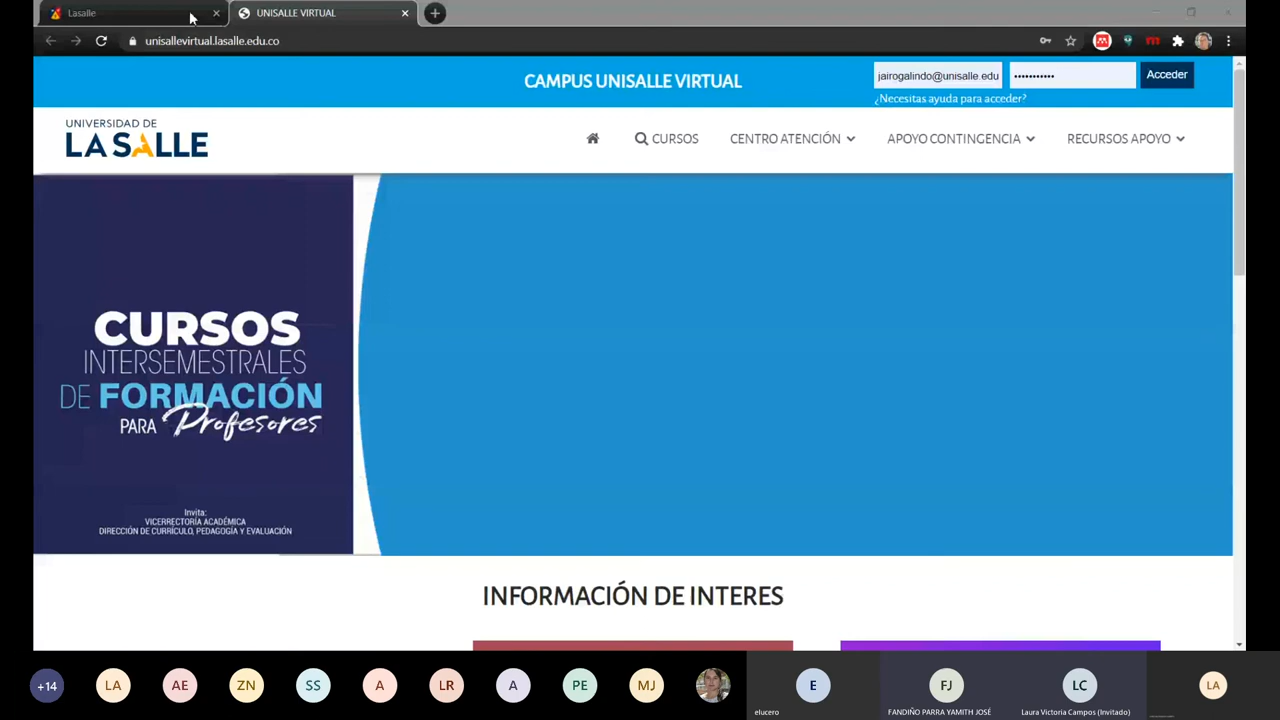 Lasalle
UNISALLE VIRTUAL
unisallevirtual.lasalle.edu.co
CAMPUS UNISALLE VIRTUAL
jairogalindo@unisalle.edu
•••••••••••
Acceder
¿Necesitas ayuda para acceder?
UNIVERSIDAD DE
LA SALLE
CURSOS
CENTRO ATENCIÓN
APOYO CONTINGENCIA
RECURSOS APOYO
CURSOS
INTERSEMESTRALES
DE FORMACIÓN
PARA Profesores
Invita:
VICERRECTORÍA ACADÉMICA
DIRECCIÓN DE CURRÍCULO, PEDAGOGÍA Y EVALUACIÓN
INFORMACIÓN DE INTERES
+14
LA
AE
ZN
SS
A
LR
A
PE
MJ
E
FJ
LC
LA
elucero
FANDIÑO PARRA YAMITH JOSÉ
Laura Victoria Campos (Invitado)